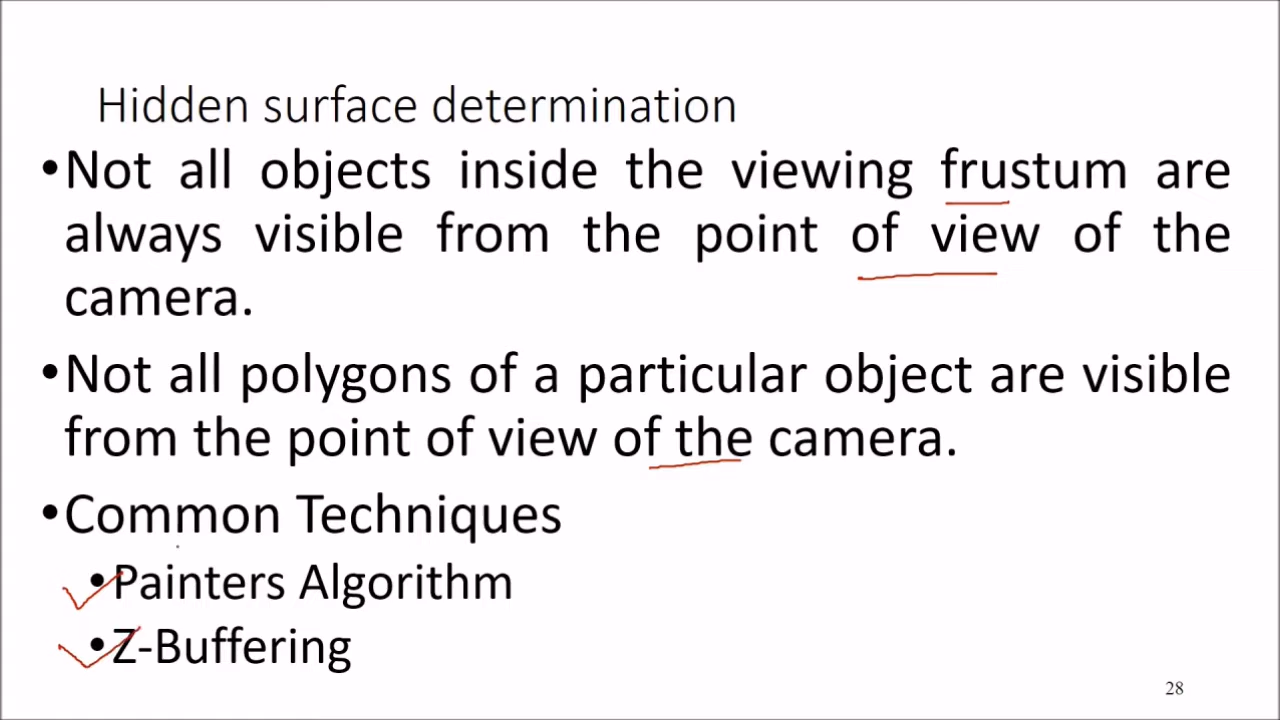 Hidden surface determination
•Not all objects inside the viewing frustum are
always visible from the point of view of the
camera.
•Not all polygons of a particular object are visible
from the point of view of the camera.
•Common Techniques
•Painters Algorithm
•Z-Buffering
28